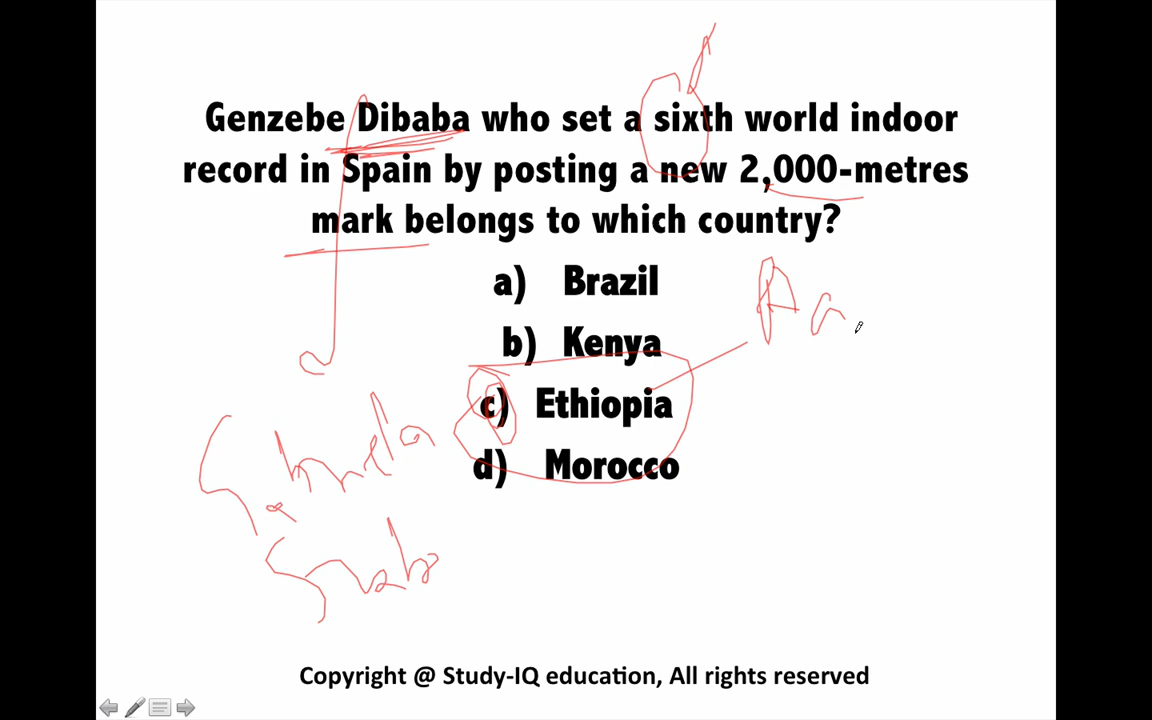 Genzebe Dibaba who set a sixth world indoor
record in Spain by posting a new 2,000-metres
mark belongs to which country?
a) Brazil
b) Kenya
c) Ethiopia
d) Morocco
Copyright @ Study-IQ education, All rights reserved